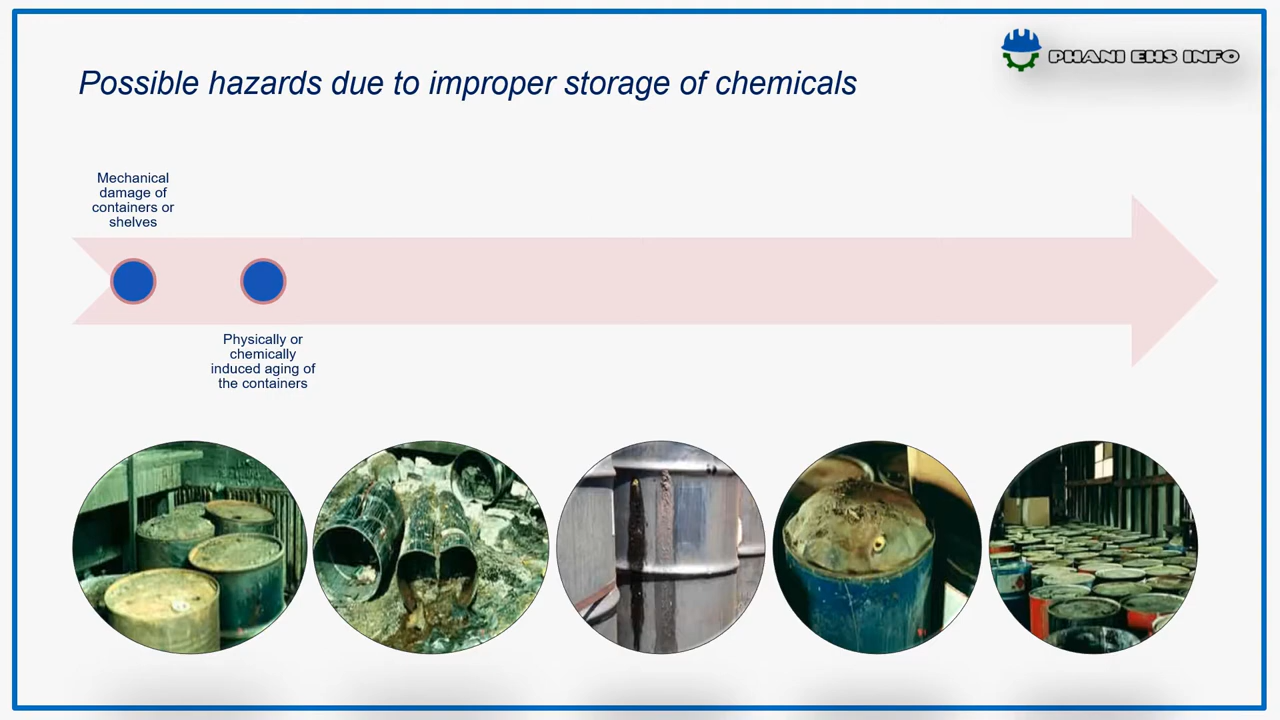 PHANI EHS INFO
Possible hazards due to improper storage of chemicals
Mechanical
damage of
containers or
shelves
Physically or
chemically
induced aging of
the containers